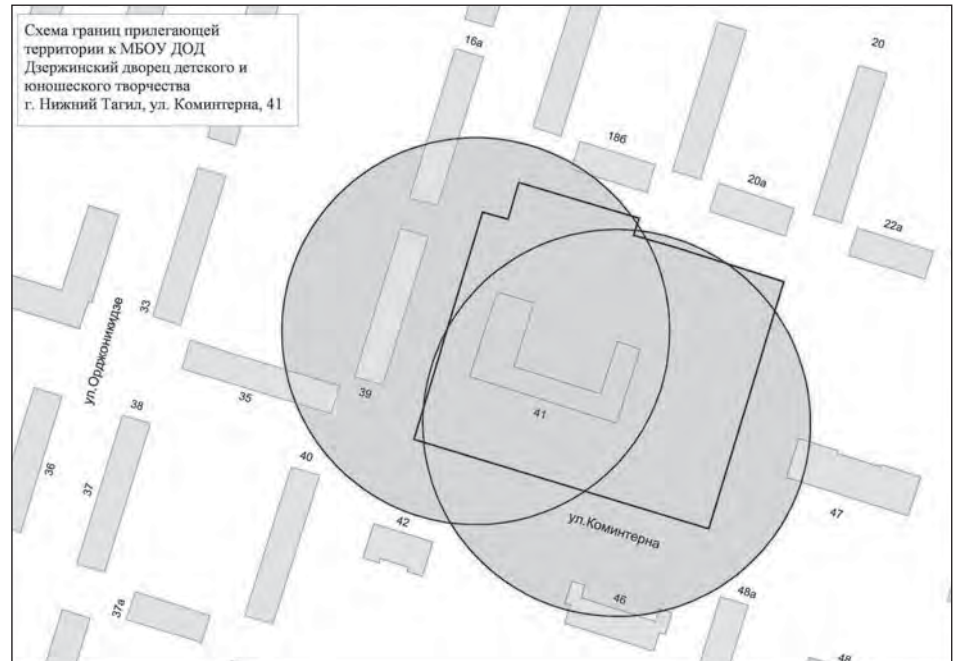 Схема границ прилегающей
территории к МБОУ ДОД
Дзержинский дворец детского и
юношеского творчества
г. Нижний Тагил, ул. Коминтерна, 41
16а
20
18б
20а
22а
33
ул.Орджоникидзе
35
39
41
38
36
37
40
42
47
ул.Коминтерна
46
48а
37а
48